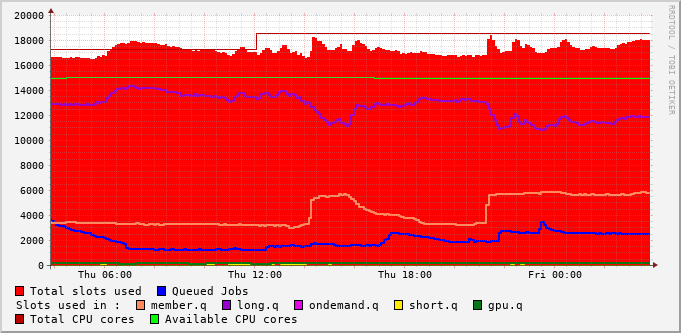 20000
18000
16000
14000
12000
10000
8000
6000
4000
2000
0
Thu 06:00 Thu 12:00 Thu 18:00 Fri 00:00
Total slots used Queued Jobs
Slots used in : member.q long.q ondemand.q short.q gpu.q
Total CPU cores Available CPU cores
RRDTOOL / TOBI OETIKER